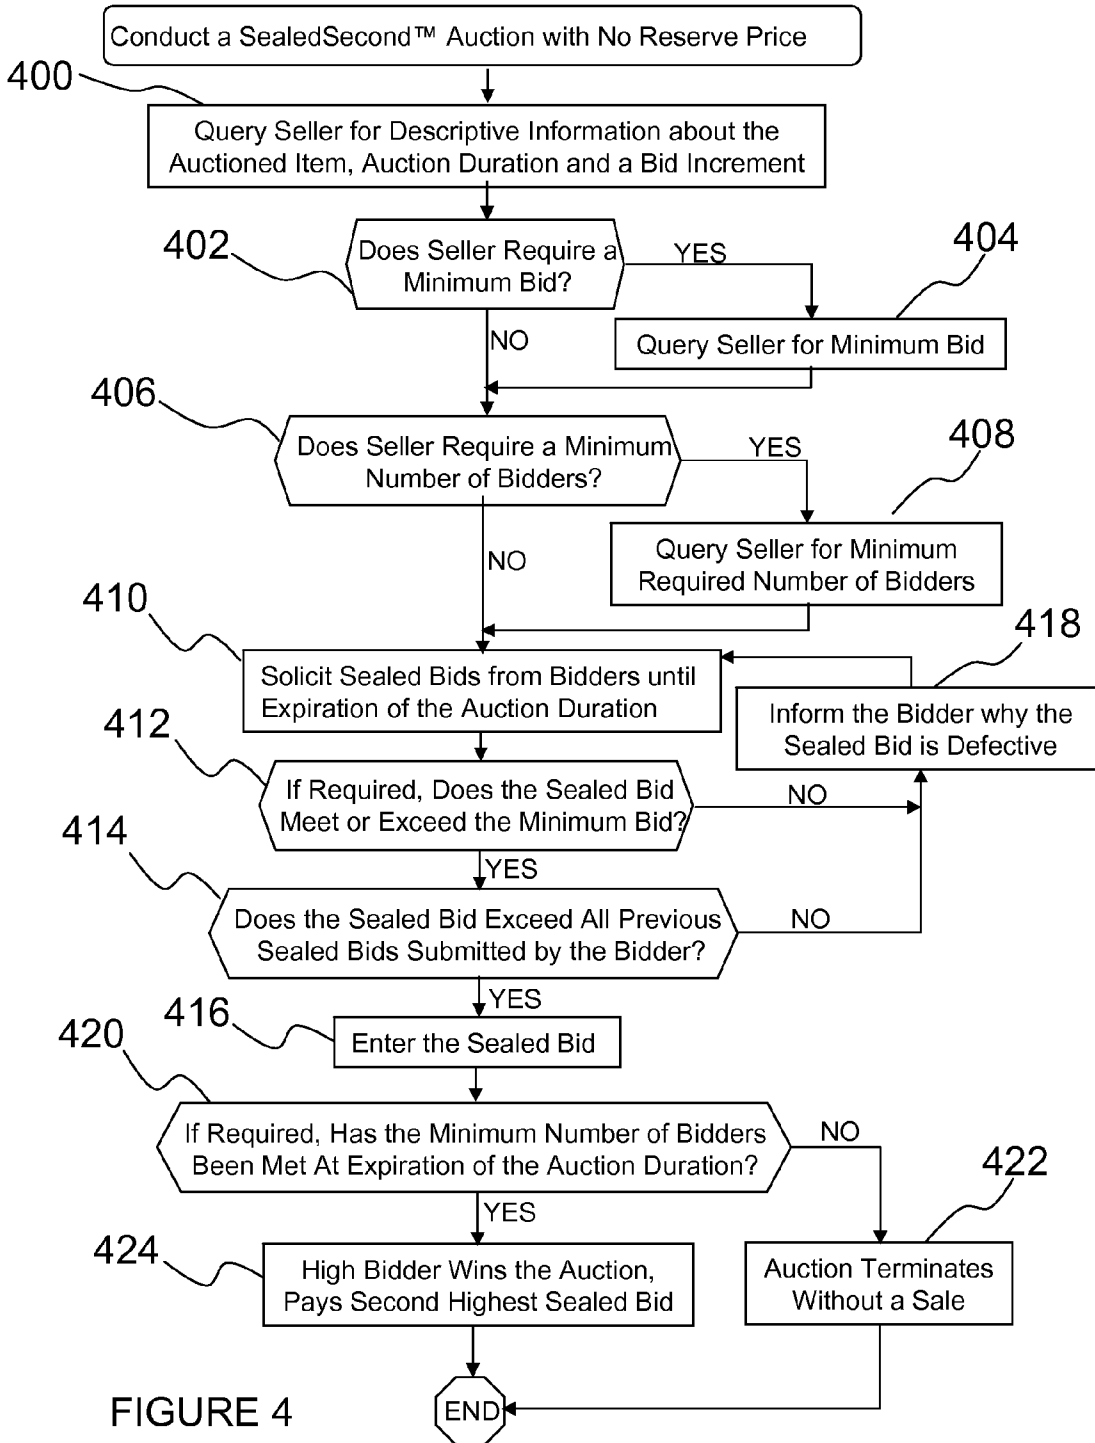 Conduct a SealedSecond™ Auction with No Reserve Price
400
Query Seller for Descriptive Information about the
Auctioned Item, Auction Duration and a Bid Increment
402
Does Seller Require a
Minimum Bid?
YES
404
NO
Query Seller for Minimum Bid
406
Does Seller Require a Minimum
Number of Bidders?
YES
408
NO
Query Seller for Minimum
Required Number of Bidders
410
418
Solicit Sealed Bids from Bidders until
Expiration of the Auction Duration
Inform the Bidder why the
Sealed Bid is Defective
412
If Required, Does the Sealed Bid
Meet or Exceed the Minimum Bid?
NO
YES
414
Does the Sealed Bid Exceed All Previous
Sealed Bids Submitted by the Bidder?
NO
YES
416
Enter the Sealed Bid
420
If Required, Has the Minimum Number of Bidders
Been Met At Expiration of the Auction Duration?
NO
YES
422
424
High Bidder Wins the Auction,
Pays Second Highest Sealed Bid
Auction Terminates
Without a Sale
END
FIGURE 4